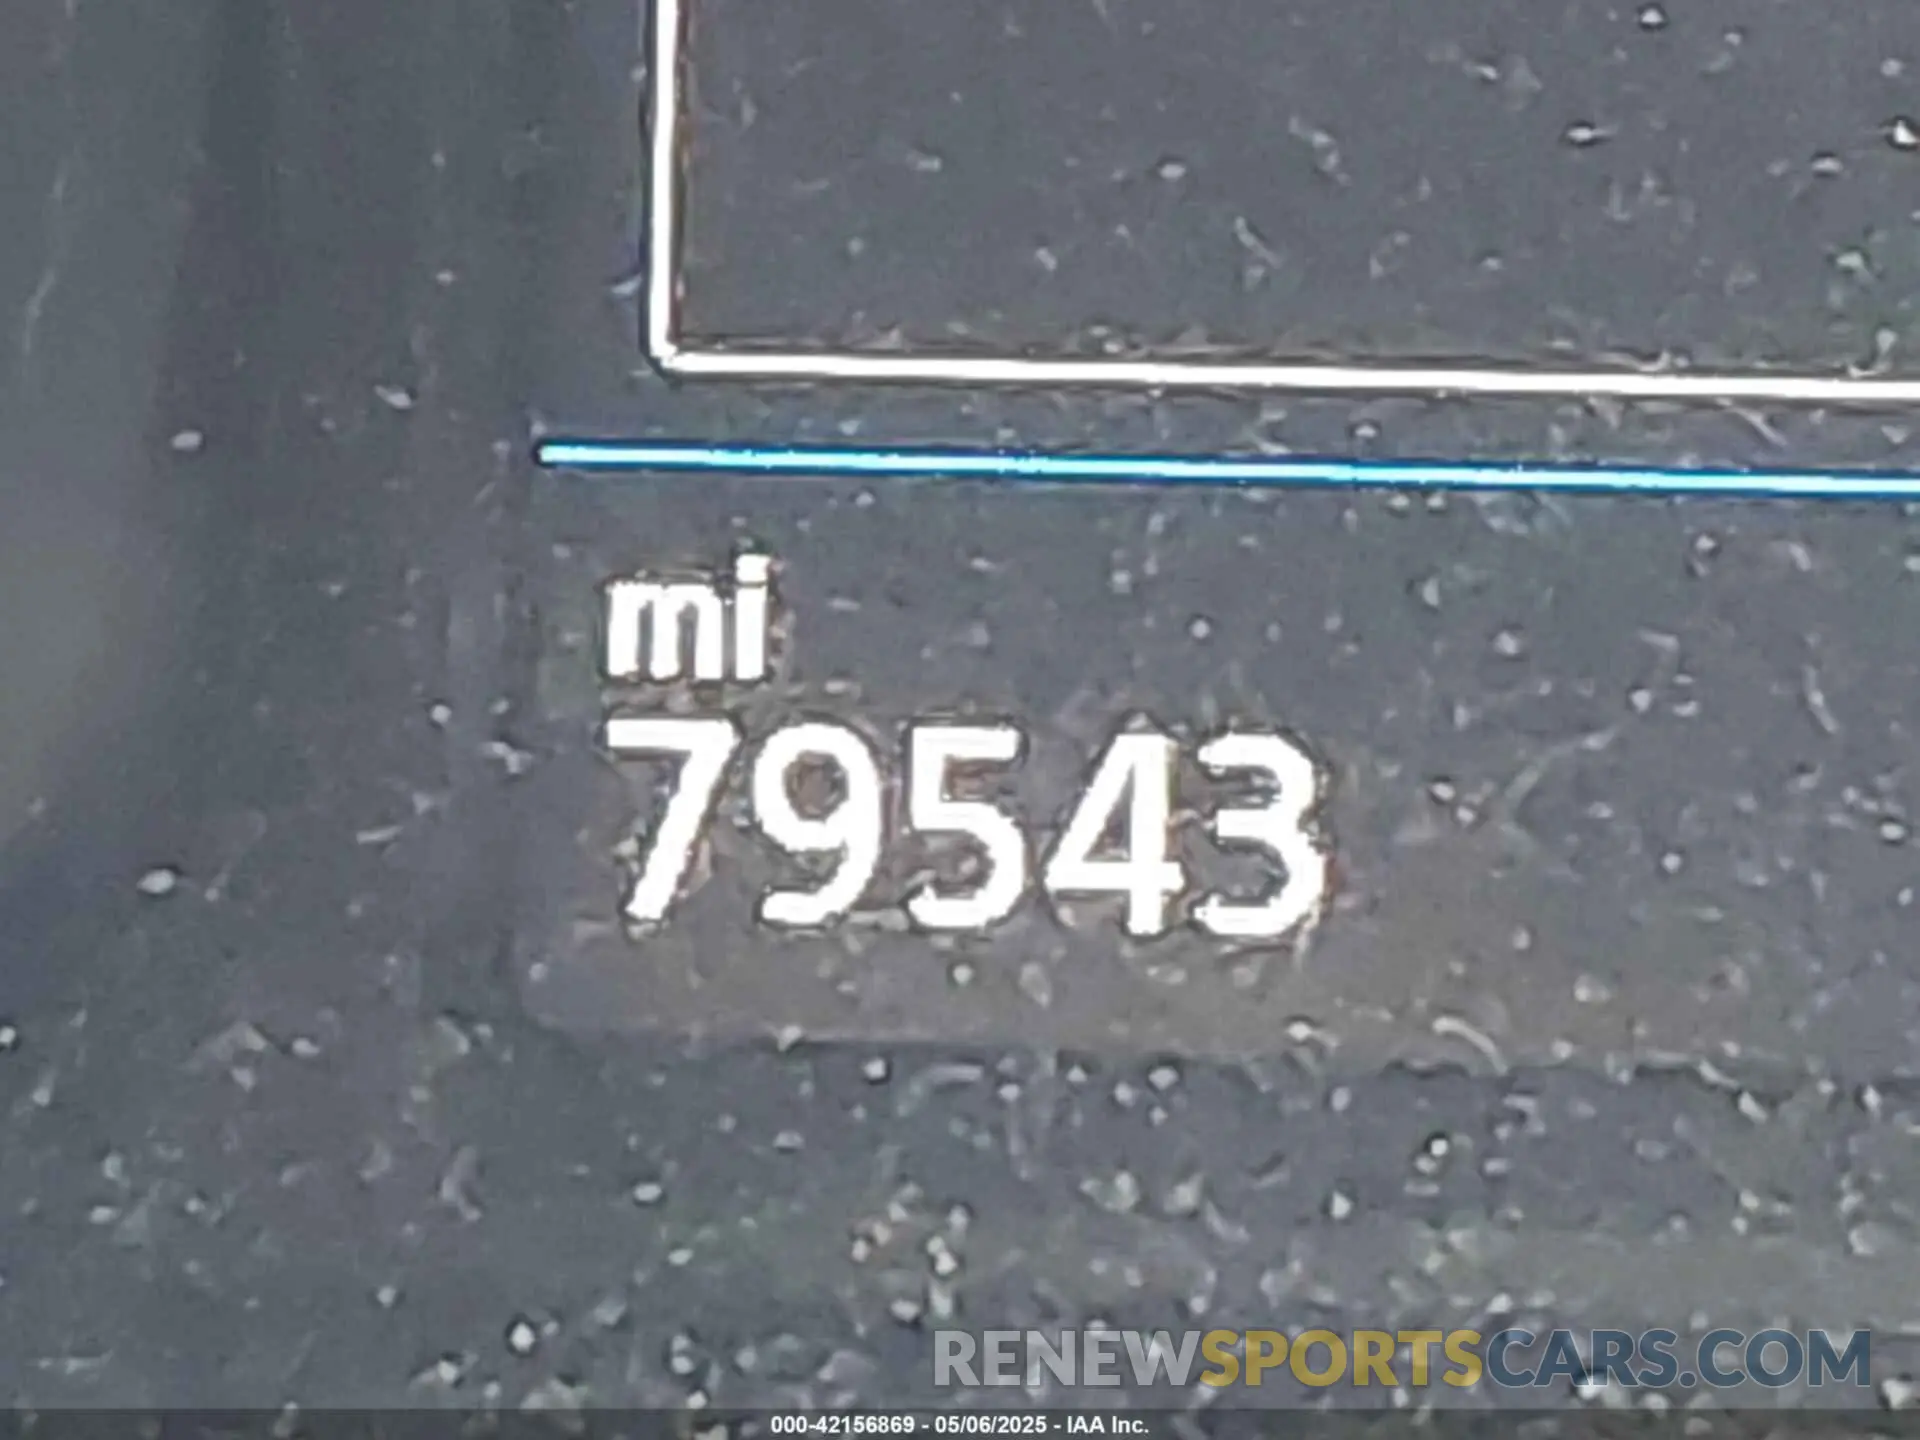 mi
79543
RENEWSPORTSCARS.COM
000-42156869 - 05/06/2025 - IAA Inc.